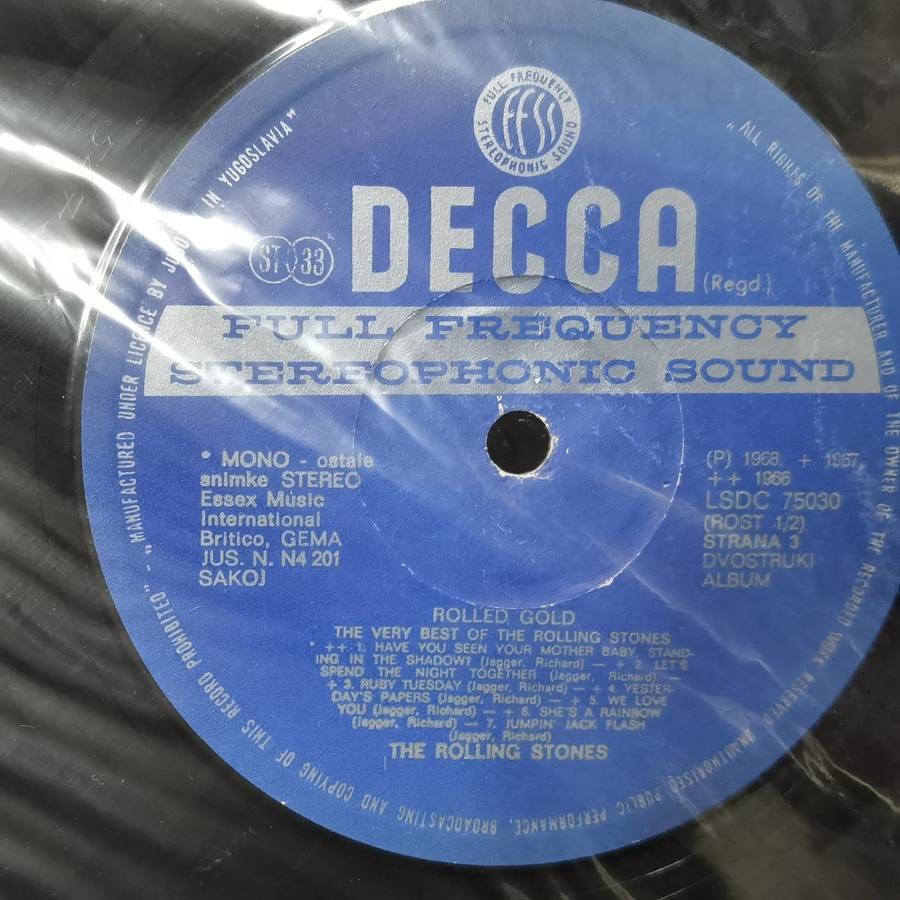 FULL FREQUENCY
ffss
STEREOPHONIC SOUND
DECCA
(Regd.)
ST 33
FULL FREQUENCY
STEREOPHONIC SOUND
* MONO - ostale
snimke STEREO
Essex Music
International
Britico, GEMA
JUS. N. N4 201
SAKOJ
(P) 1968, + 1967
++ 1966
LSDC 75030
(ROST 1/2)
STRANA 3
DVOSTRUKI
ALBUM
ROLLED GOLD
THE VERY BEST OF THE ROLLING STONES
* ++ 1. HAVE YOU SEEN YOUR MOTHER BABY, STAND-
ING IN THE SHADOW? (Jagger, Richard) — + 2. LET'S
SPEND THE NIGHT TOGETHER (Jagger, Richard) —
+ 3. RUBY TUESDAY (Jagger, Richard) — + 4. YESTER-
DAY'S PAPERS (Jagger, Richard) — + 5. WE LOVE
YOU (Jagger, Richard) — + 6. SHE'S A RAINBOW
(Jagger, Richard) — 7. JUMPIN' JACK FLASH
(Jagger, Richard)
THE ROLLING STONES
„ALL RIGHTS OF THE MANUFACTURER AND OF THE OWNER OF THE RECORDED WORK RESERVED UNAUTHORISED PUBLIC PERFORMANCE, BROADCASTING AND COPYING OF THIS RECORD PROHIBITED" - „MANUFACTURED UNDER LICENCE BY IN YUGOSLAVIA"